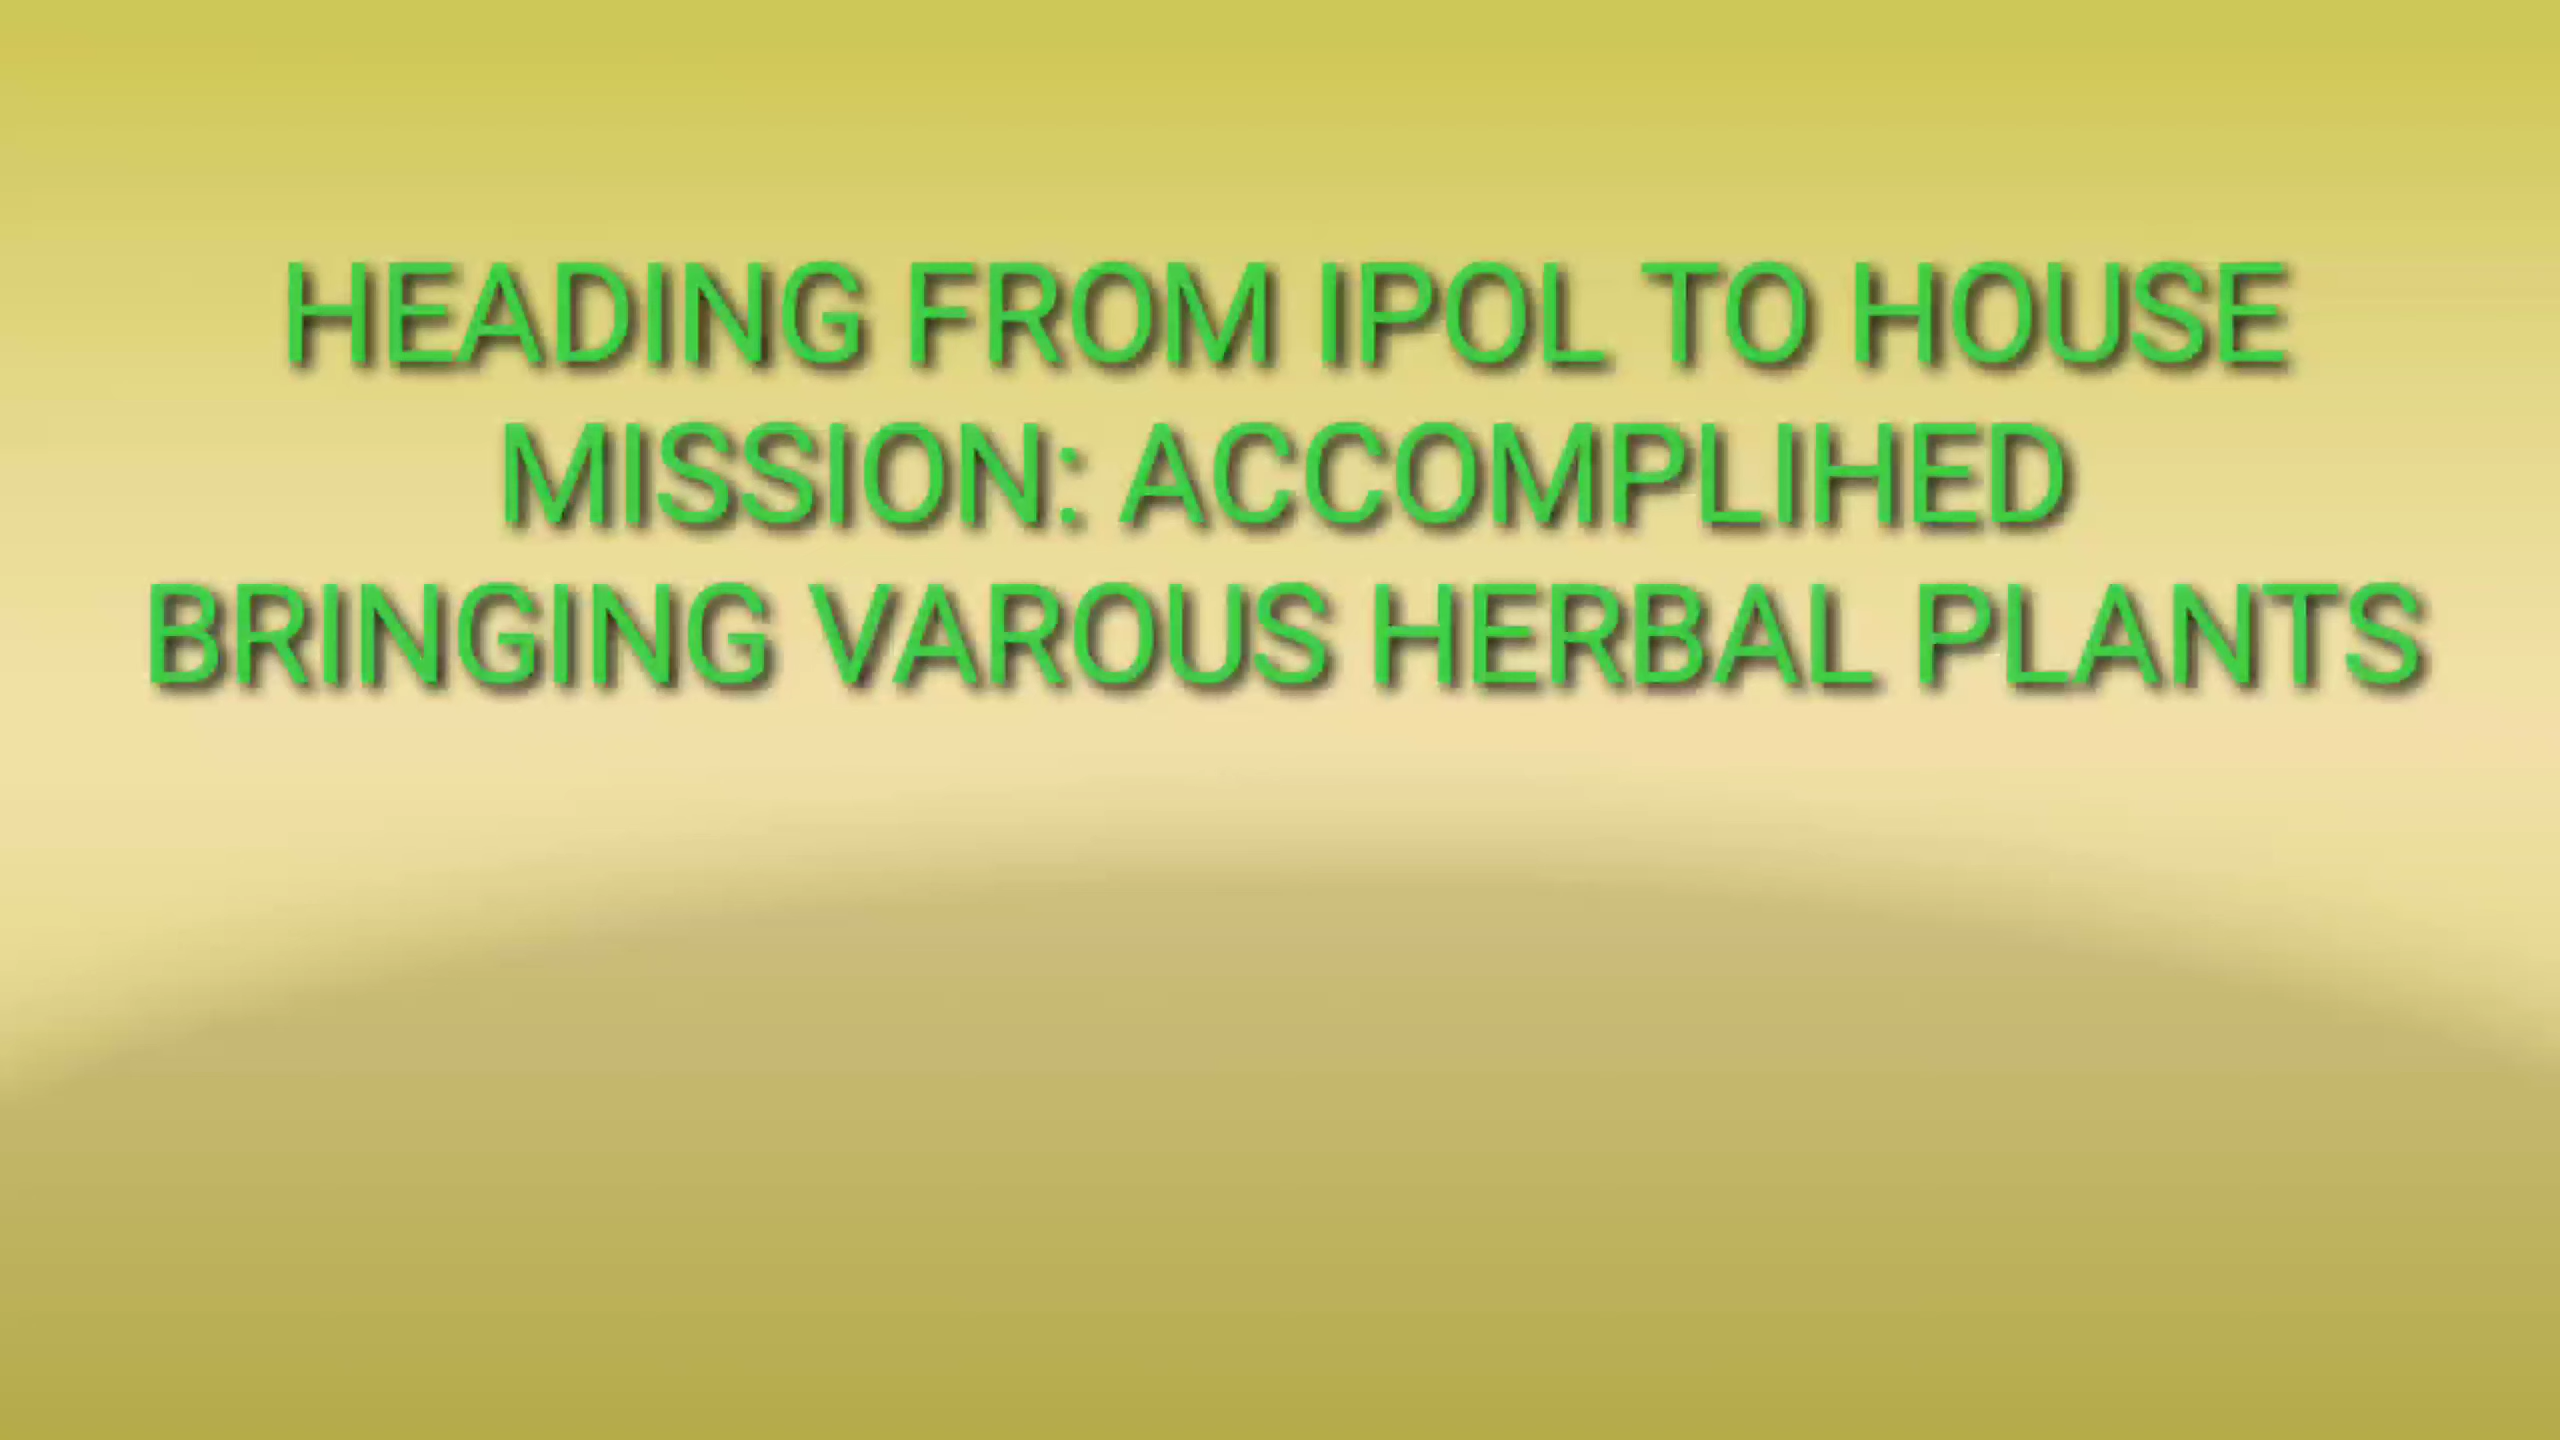 HEADING FROM IPOL TO HOUSE
MISSION: ACCOMPLIHED
BRINGING VAROUS HERBAL PLANTS